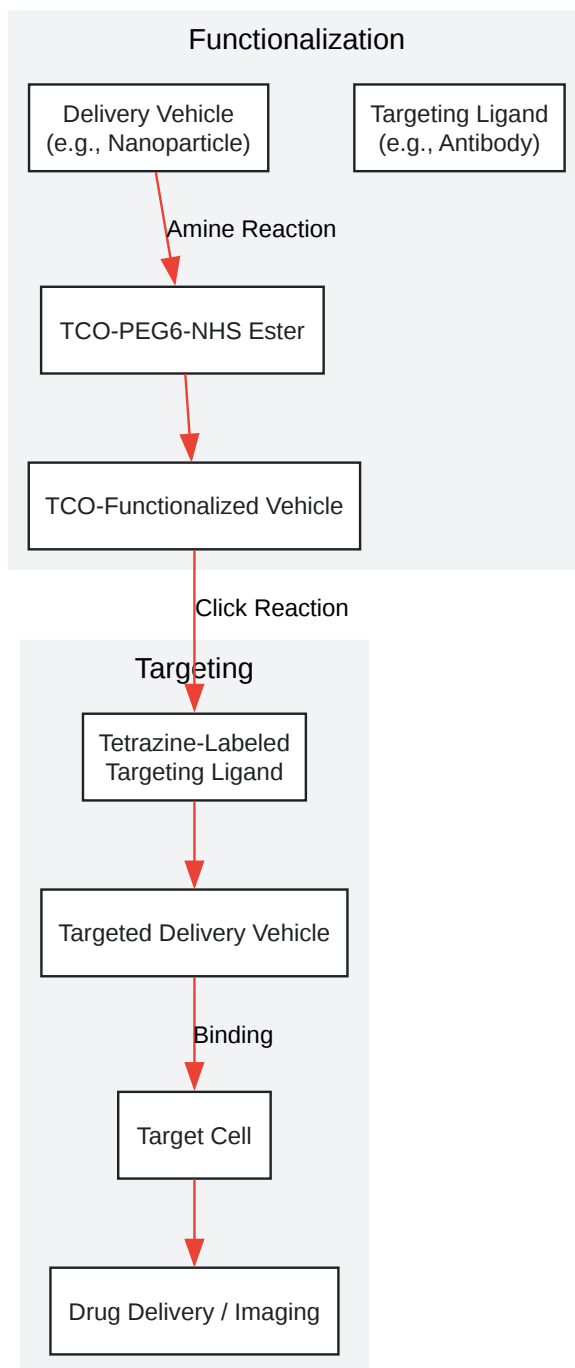 Functionalization
Delivery Vehicle
(e.g., Nanoparticle)
Targeting Ligand
(e.g., Antibody)
Amine Reaction
TCO-PEG6-NHS Ester
TCO-Functionalized Vehicle
Click Reaction
Targeting
Tetrazine-Labeled
Targeting Ligand
Targeted Delivery Vehicle
Binding
Target Cell
Drug Delivery / Imaging